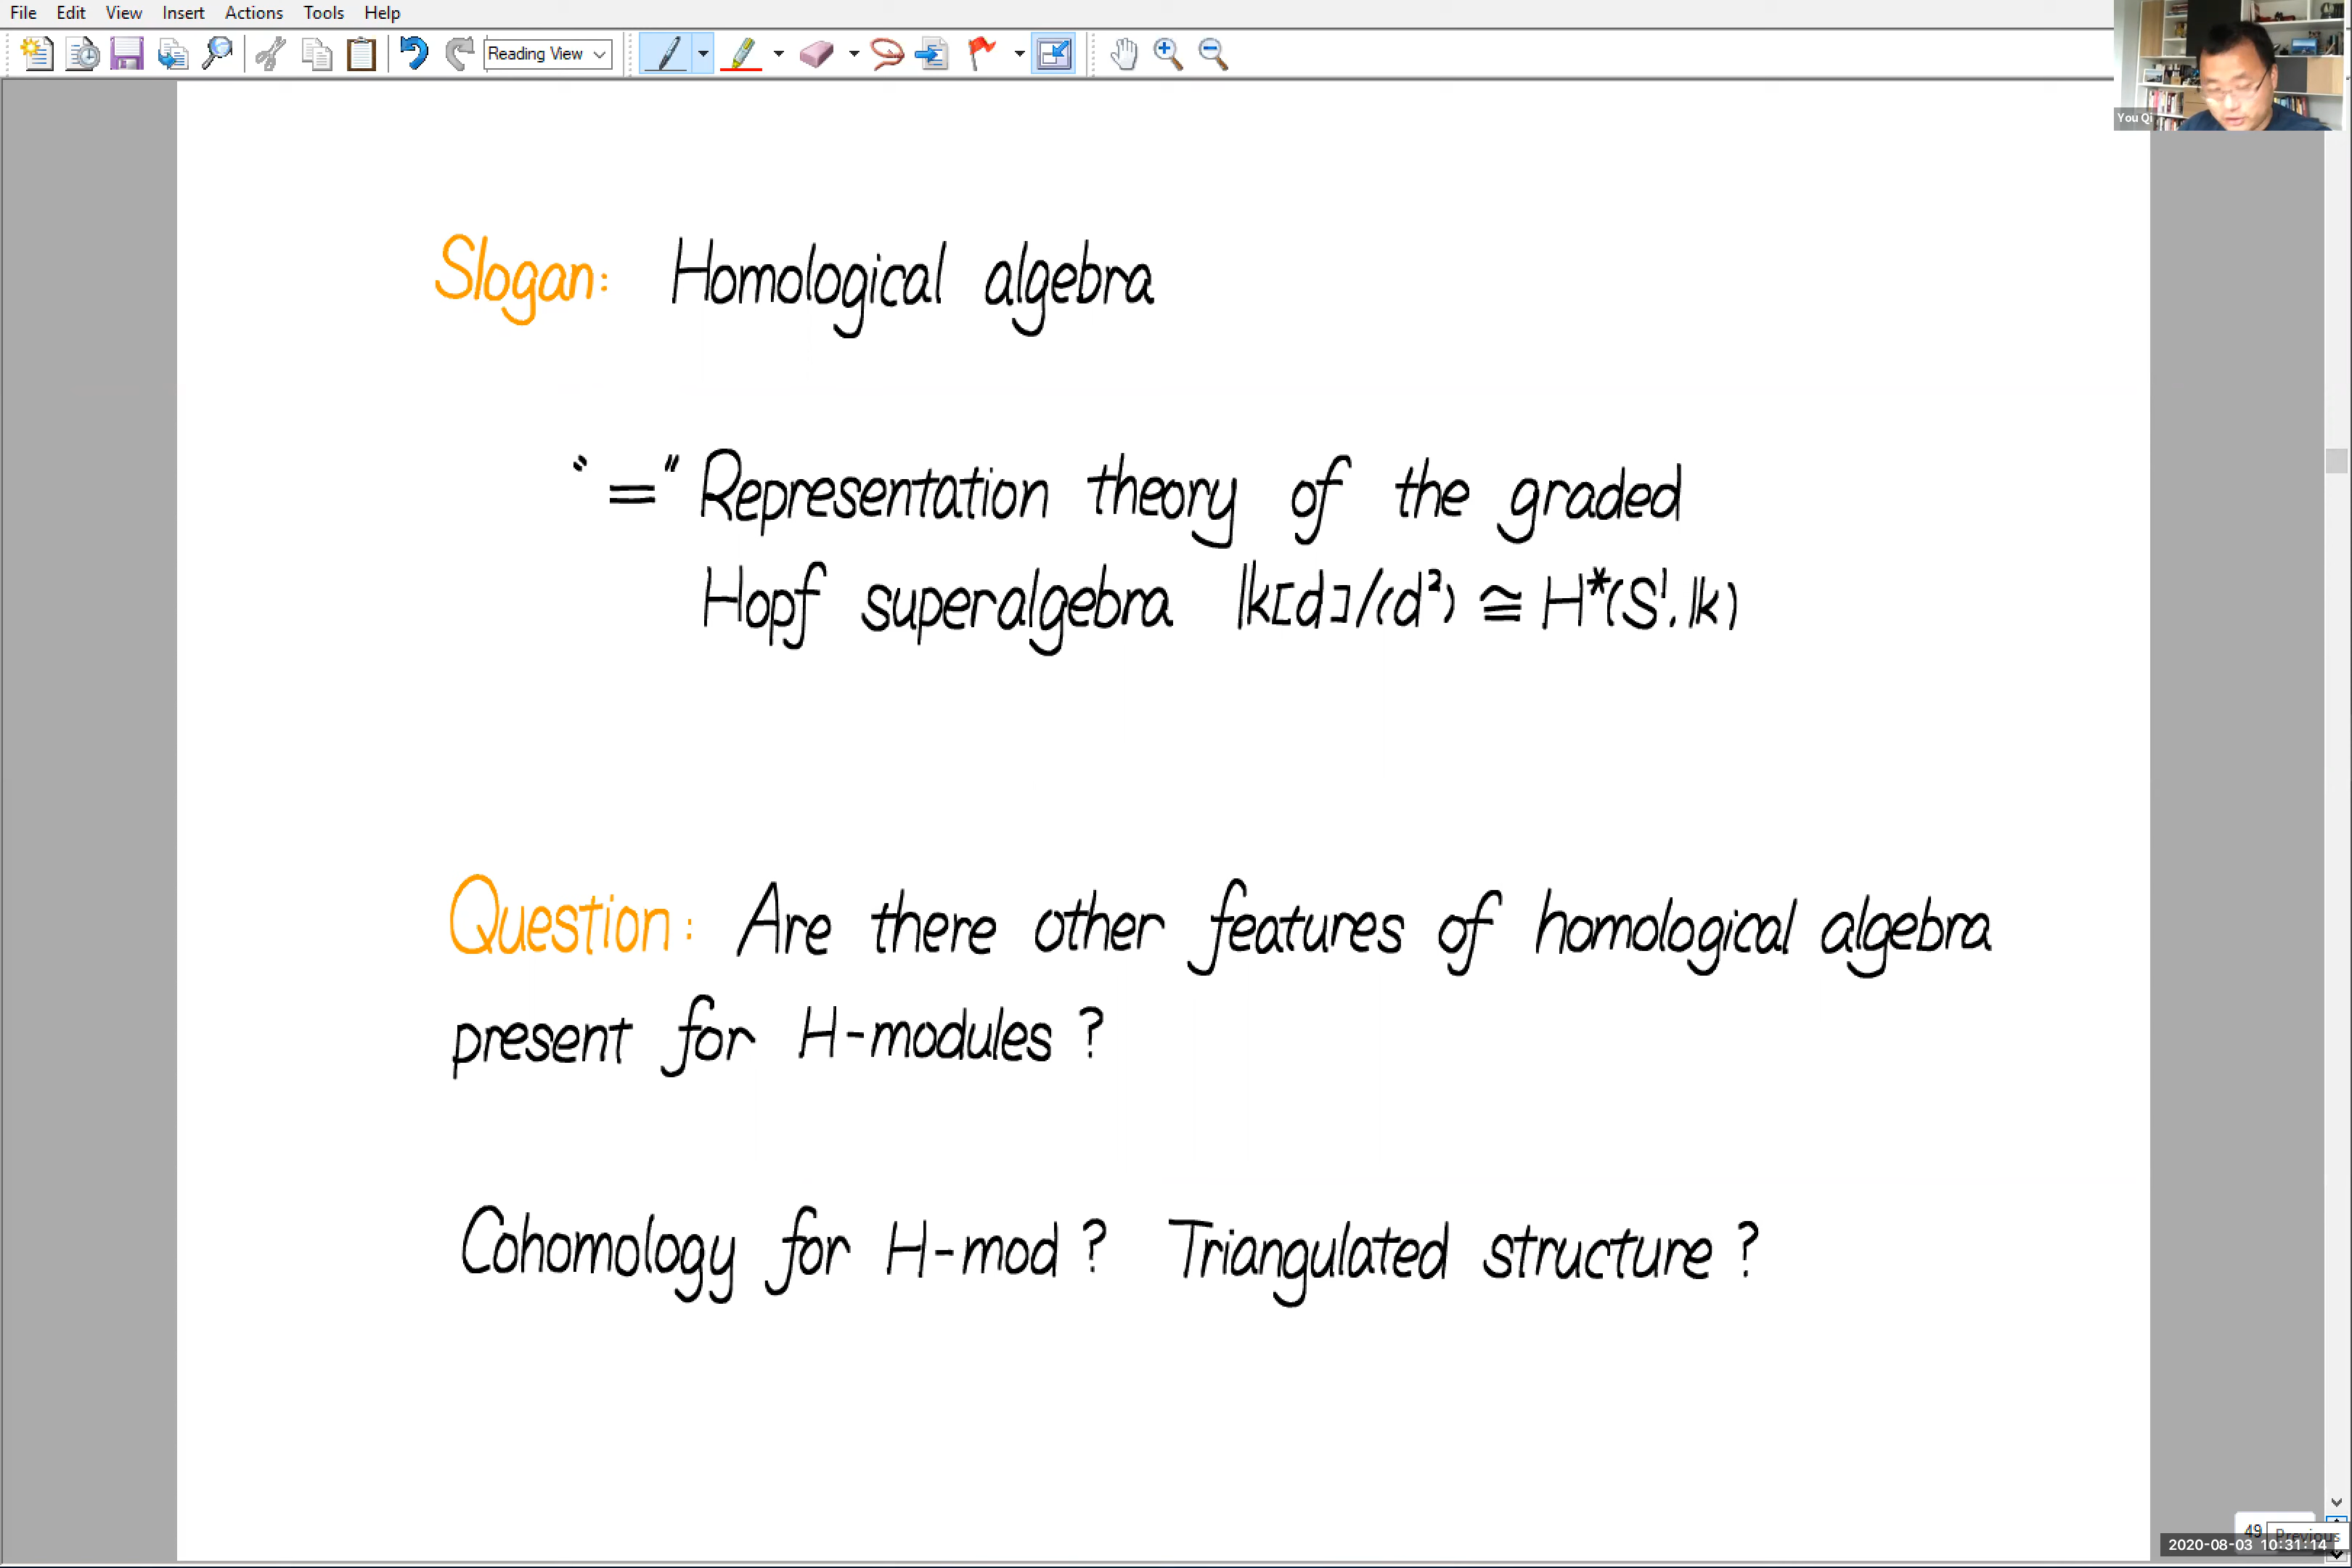 File Edit View Insert Actions Tools Help
Reading View
You Qi
Slogan: Homological algebra
"=" Representation theory of the graded
Hopf superalgebra 𝕜[d]/(d²) ≅ H*(S¹, 𝕜)
Question: Are there other features of homological algebra
present for H-modules ?
Cohomology for H-mod ? Triangulated structure ?
49
Previous
2020-08-03 10:31:14